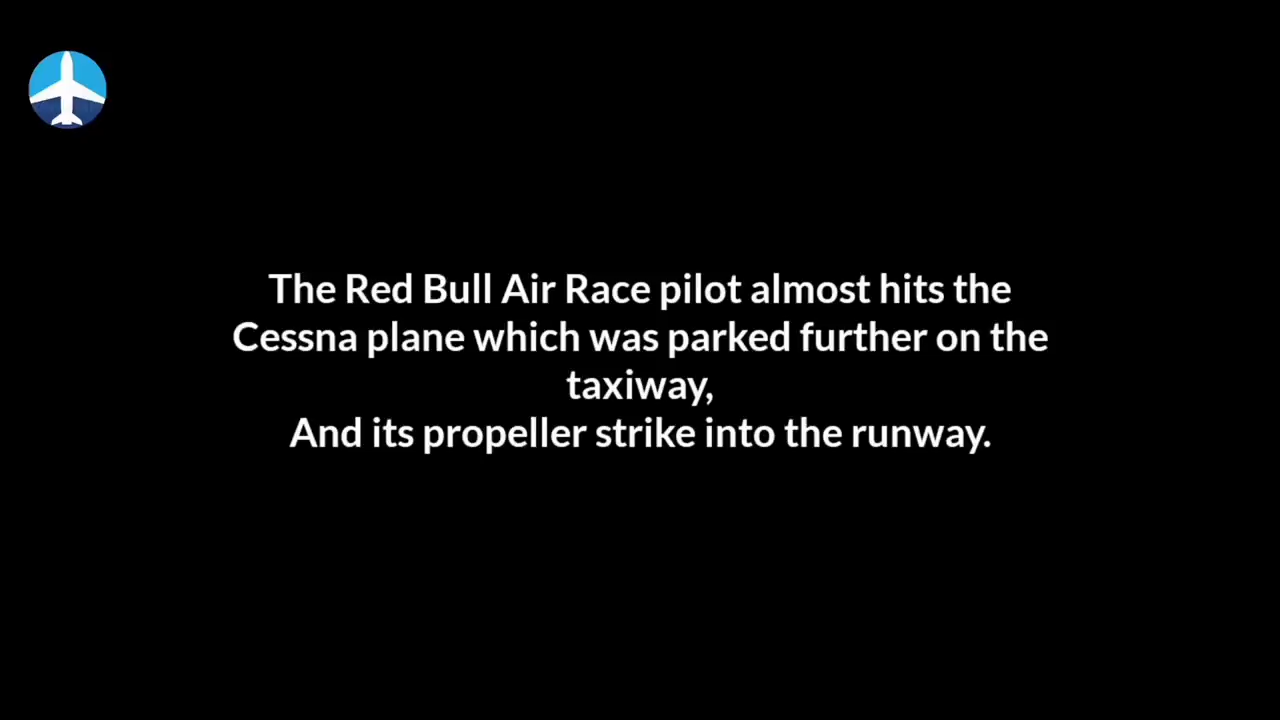 The Red Bull Air Race pilot almost hits the
Cessna plane which was parked further on the
taxiway,
And its propeller strike into the runway.